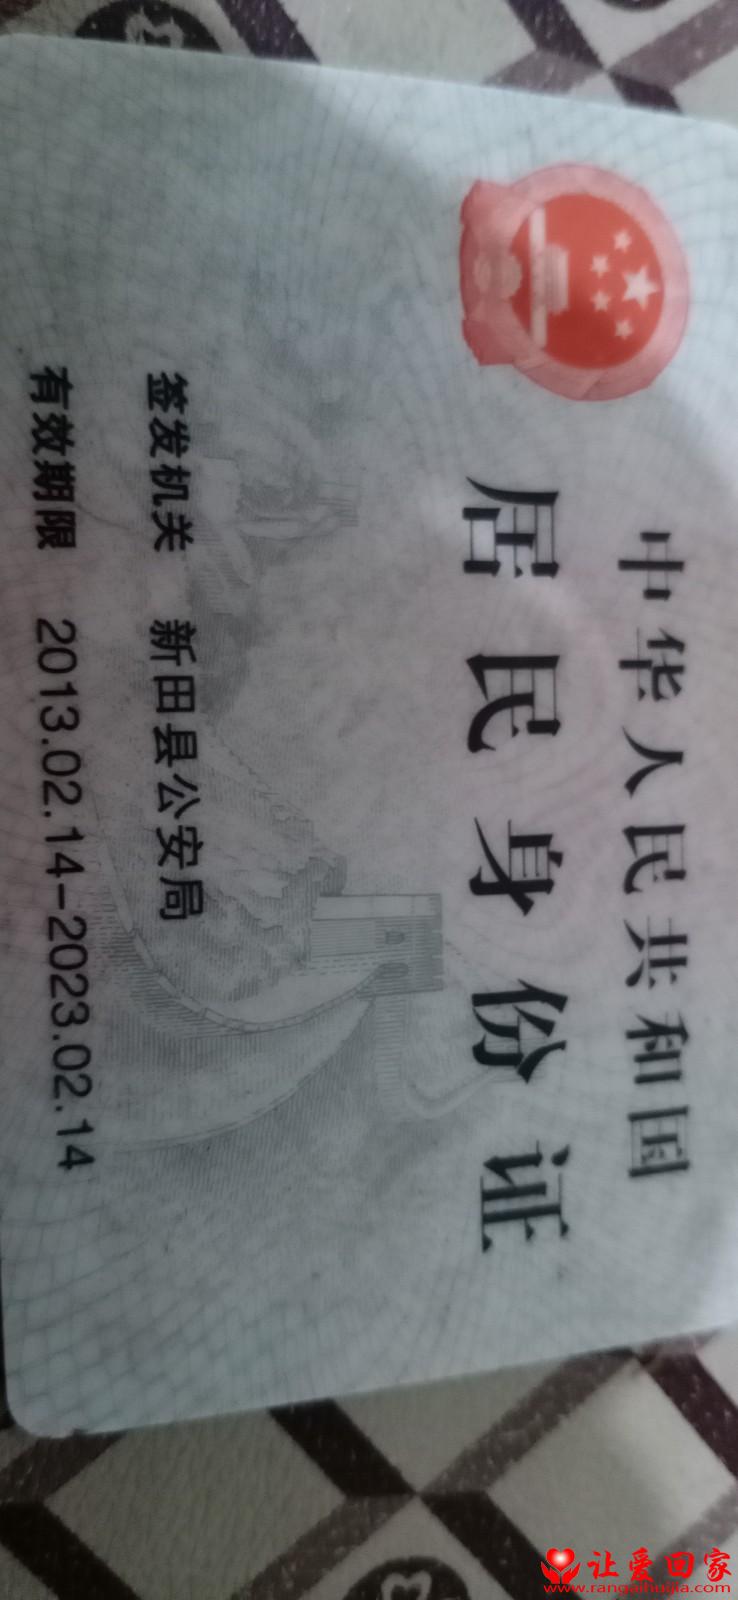 中华人民共和国
居民身份证
签发机关 新田县公安局
有效期限 2013.02.14-2023.02.14
让爱回家
www.rangaihuijia.com